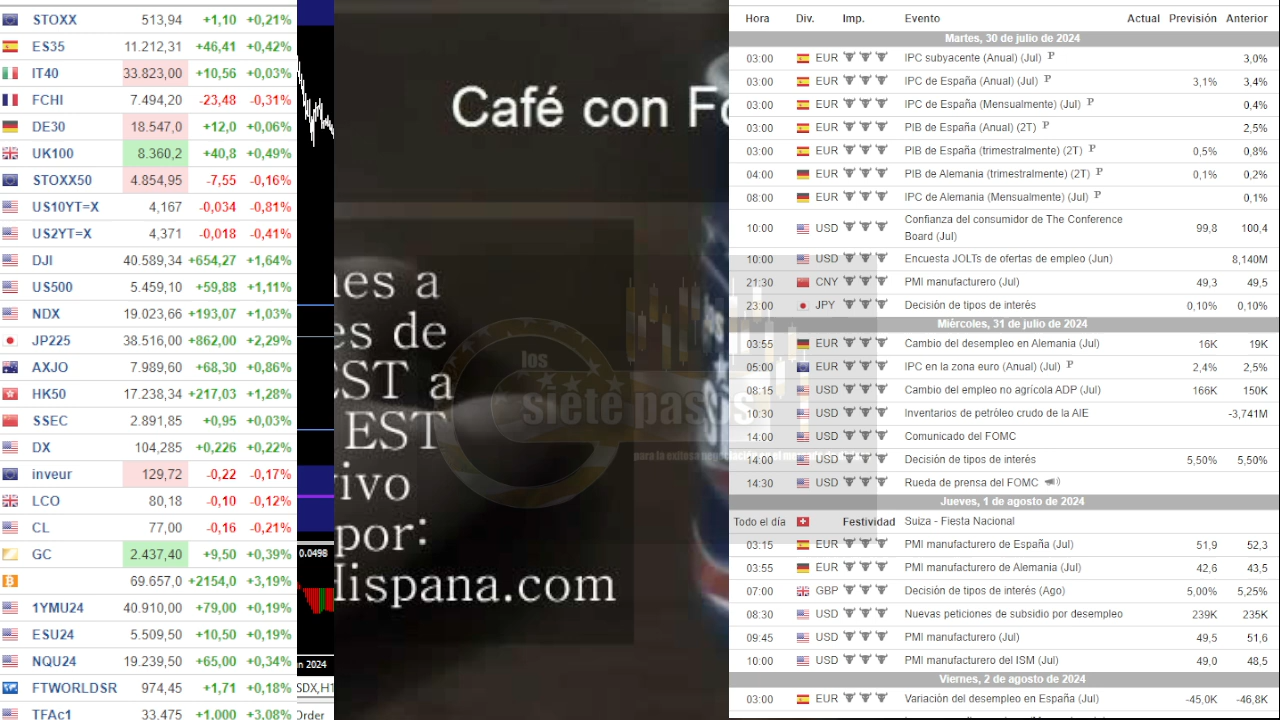 STOXX 513,94 +1,10 +0,21%
ES35 11.212,31 +46,41 +0,42%
IT40 33.823,00 +10,56 +0,03%
FCHI 7.494,20 -23,48 -0,31%
DE30 18.547,0 +12,0 +0,06%
UK100 8.360,2 +40,8 +0,49%
STOXX50 4.854,95 -7,55 -0,16%
US10YT=X 4,167 -0,034 -0,81%
US2YT=X 4,371 -0,018 -0,41%
DJI 40.589,34 +654,27 +1,64%
US500 5.459,10 +59,88 +1,11%
NDX 19.023,66 +193,07 +1,03%
JP225 38.516,00 +862,00 +2,29%
AXJO 7.989,60 +68,30 +0,86%
HK50 17.238,34 +217,03 +1,28%
SSEC 2.891,85 +0,95 +0,03%
DX 104,285 +0,226 +0,22%
inveur 129,72 -0,22 -0,17%
LCO 80,18 -0,10 -0,12%
CL 77,00 -0,16 -0,21%
GC 2.437,40 +9,50 +0,39%
69.657,0 +2154,0 +3,19%
1YMU24 40.910,00 +79,00 +0,19%
ESU24 5.509,50 +10,50 +0,19%
NQU24 19.239,50 +65,00 +0,34%
TTWORLDSR 974,45 +1,71 +0,18%
TFAc1 33.475 +1,000 +3,08%
0.0498
n 2024
SDX,H1
Order
Café con Fo
nes a
es de
EST a
EST
ivo
por:
Hispana.com
los
siete pasos
para la exitosa
Hora Div. Imp. Evento Actual Previsión Anterior
Martes, 30 de julio de 2024
03:00 EUR IPC subyacente (Anual) (Jul) P 3,0%
03:00 EUR IPC de España (Anual) (Jul) P 3,1% 3,4%
03:00 EUR IPC de España (Mensualmente) (Jul) P 0,4%
03:00 EUR PIB de España (Anual) (2T) P 2,5%
03:00 EUR PIB de España (trimestralmente) (2T) P 0,5% 0,8%
04:00 EUR PIB de Alemania (trimestralmente) (2T) P 0,1% 0,2%
08:00 EUR IPC de Alemania (Mensualmente) (Jul) P 0,1%
10:00 USD Confianza del consumidor de The Conference
Board (Jul) 99,8 100,4
10:00 USD Encuesta JOLTs de ofertas de empleo (Jun) 8,140M
21:30 CNY PMI manufacturero (Jul) 49,3 49,5
23:00 JPY Decisión de tipos de interés 0,10% 0,10%
Miércoles, 31 de julio de 2024
03:55 EUR Cambio del desempleo en Alemania (Jul) 16K 19K
05:00 EUR IPC en la zona euro (Anual) (Jul) P 2,4% 2,5%
08:15 USD Cambio del empleo no agrícola ADP (Jul) 166K 150K
10:30 USD Inventarios de petróleo crudo de la AIE -3,741M
14:00 USD Comunicado del FOMC
14:00 USD Decisión de tipos de interés 5,50% 5,50%
USD Rueda de prensa del FOMC
Jueves, 1 de agosto de 2024
Todo el día Festividad Suiza - Fiesta Nacional
03:15 EUR PMI manufacturero de España (Jul) 51,9 52,3
03:55 EUR PMI manufacturero de Alemania (Jul) 42,6 43,5
07:00 GBP Decisión de tipos de interés (Ago) 5,00% 5,25%
08:30 USD Nuevas peticiones de subsidio por desempleo 239K 235K
09:45 USD PMI manufacturero (Jul) 49,5 51,6
USD PMI manufacturero del ISM (Jul) 49,0 48,5
Viernes, 2 de agosto de 2024
03:00 EUR Variación del desempleo en España (Jul) -45,0K -46,8K